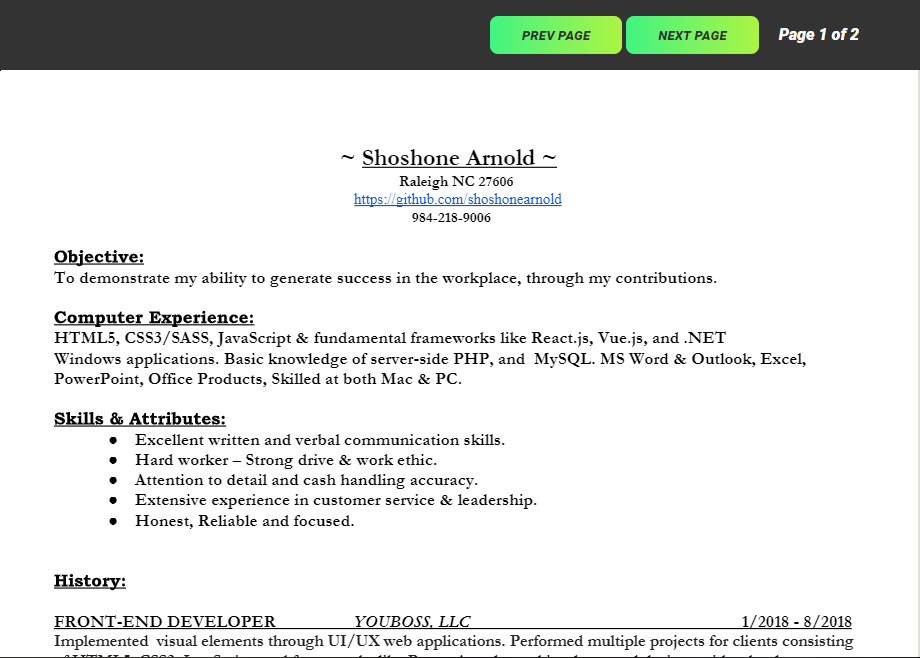 PREV PAGE NEXT PAGE Page 1 of 2
~ Shoshone Arnold ~
Raleigh NC 27606
https://github.com/shoshonearnold
984-218-9006
Objective:
To demonstrate my ability to generate success in the workplace, through my contributions.
Computer Experience:
HTML5, CSS3/SASS, JavaScript & fundamental frameworks like React.js, Vue.js, and .NET
Windows applications. Basic knowledge of server-side PHP, and  MySQL. MS Word & Outlook, Excel,
PowerPoint, Office Products, Skilled at both Mac & PC.
Skills & Attributes:
● Excellent written and verbal communication skills.
● Hard worker – Strong drive & work ethic.
● Attention to detail and cash handling accuracy.
● Extensive experience in customer service & leadership.
● Honest, Reliable and focused.
History:
FRONT-END DEVELOPER YOUBOSS, LLC 1/2018 - 8/2018
Implemented  visual elements through UI/UX web applications. Performed multiple projects for clients consisting